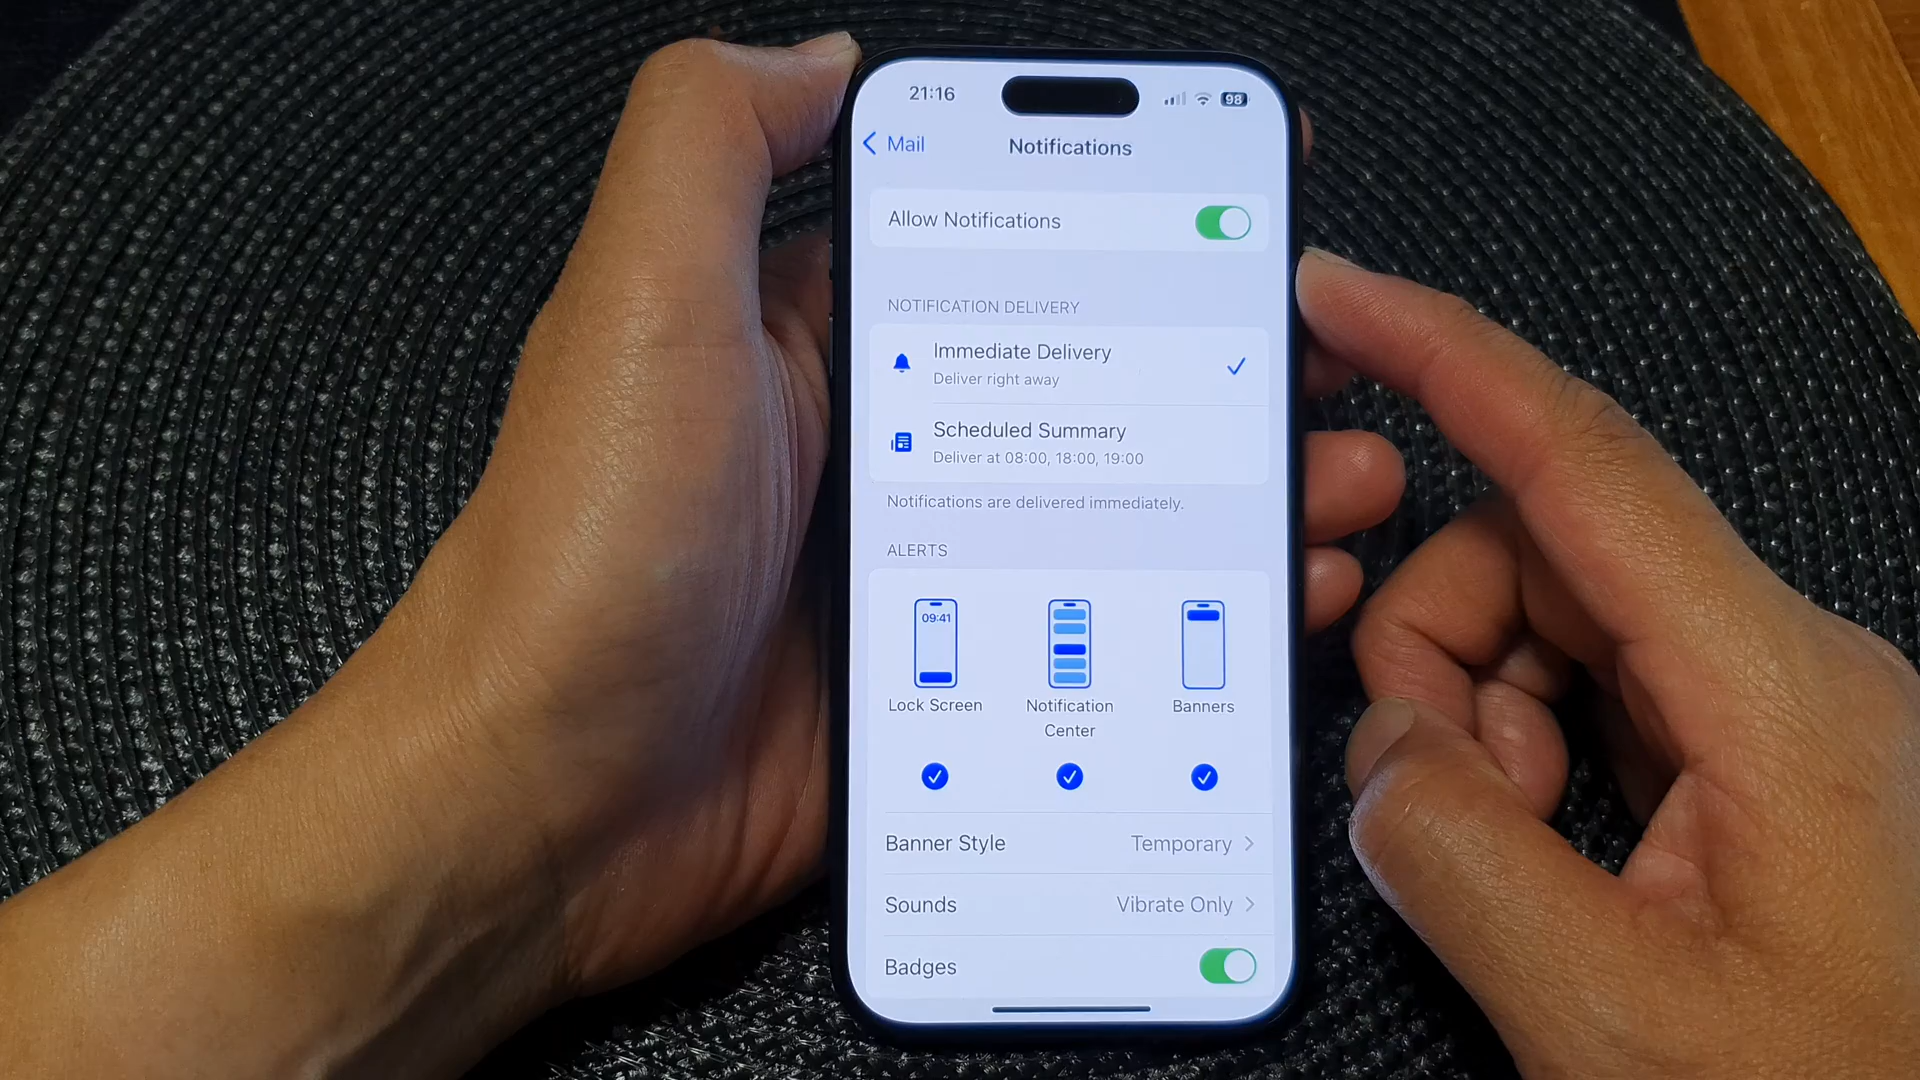 21:16
98
Mail
Notifications
Allow Notifications
NOTIFICATION DELIVERY
Immediate Delivery
Deliver right away
Scheduled Summary
Deliver at 08:00, 18:00, 19:00
Notifications are delivered immediately.
ALERTS
09:41
Lock Screen
Notification
Center
Banners
Banner Style
Temporary
Sounds
Vibrate Only
Badges